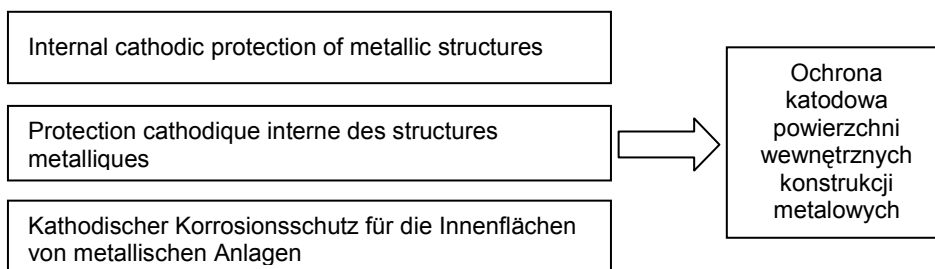 Internal cathodic protection of metallic structures
Protection cathodique interne des structures
metalliques
Kathodischer Korrosionsschutz für die Innenflächen
von metallischen Anlagen
Ochrona
katodowa
powierzchni
wewnętrznych
konstrukcji
metalowych